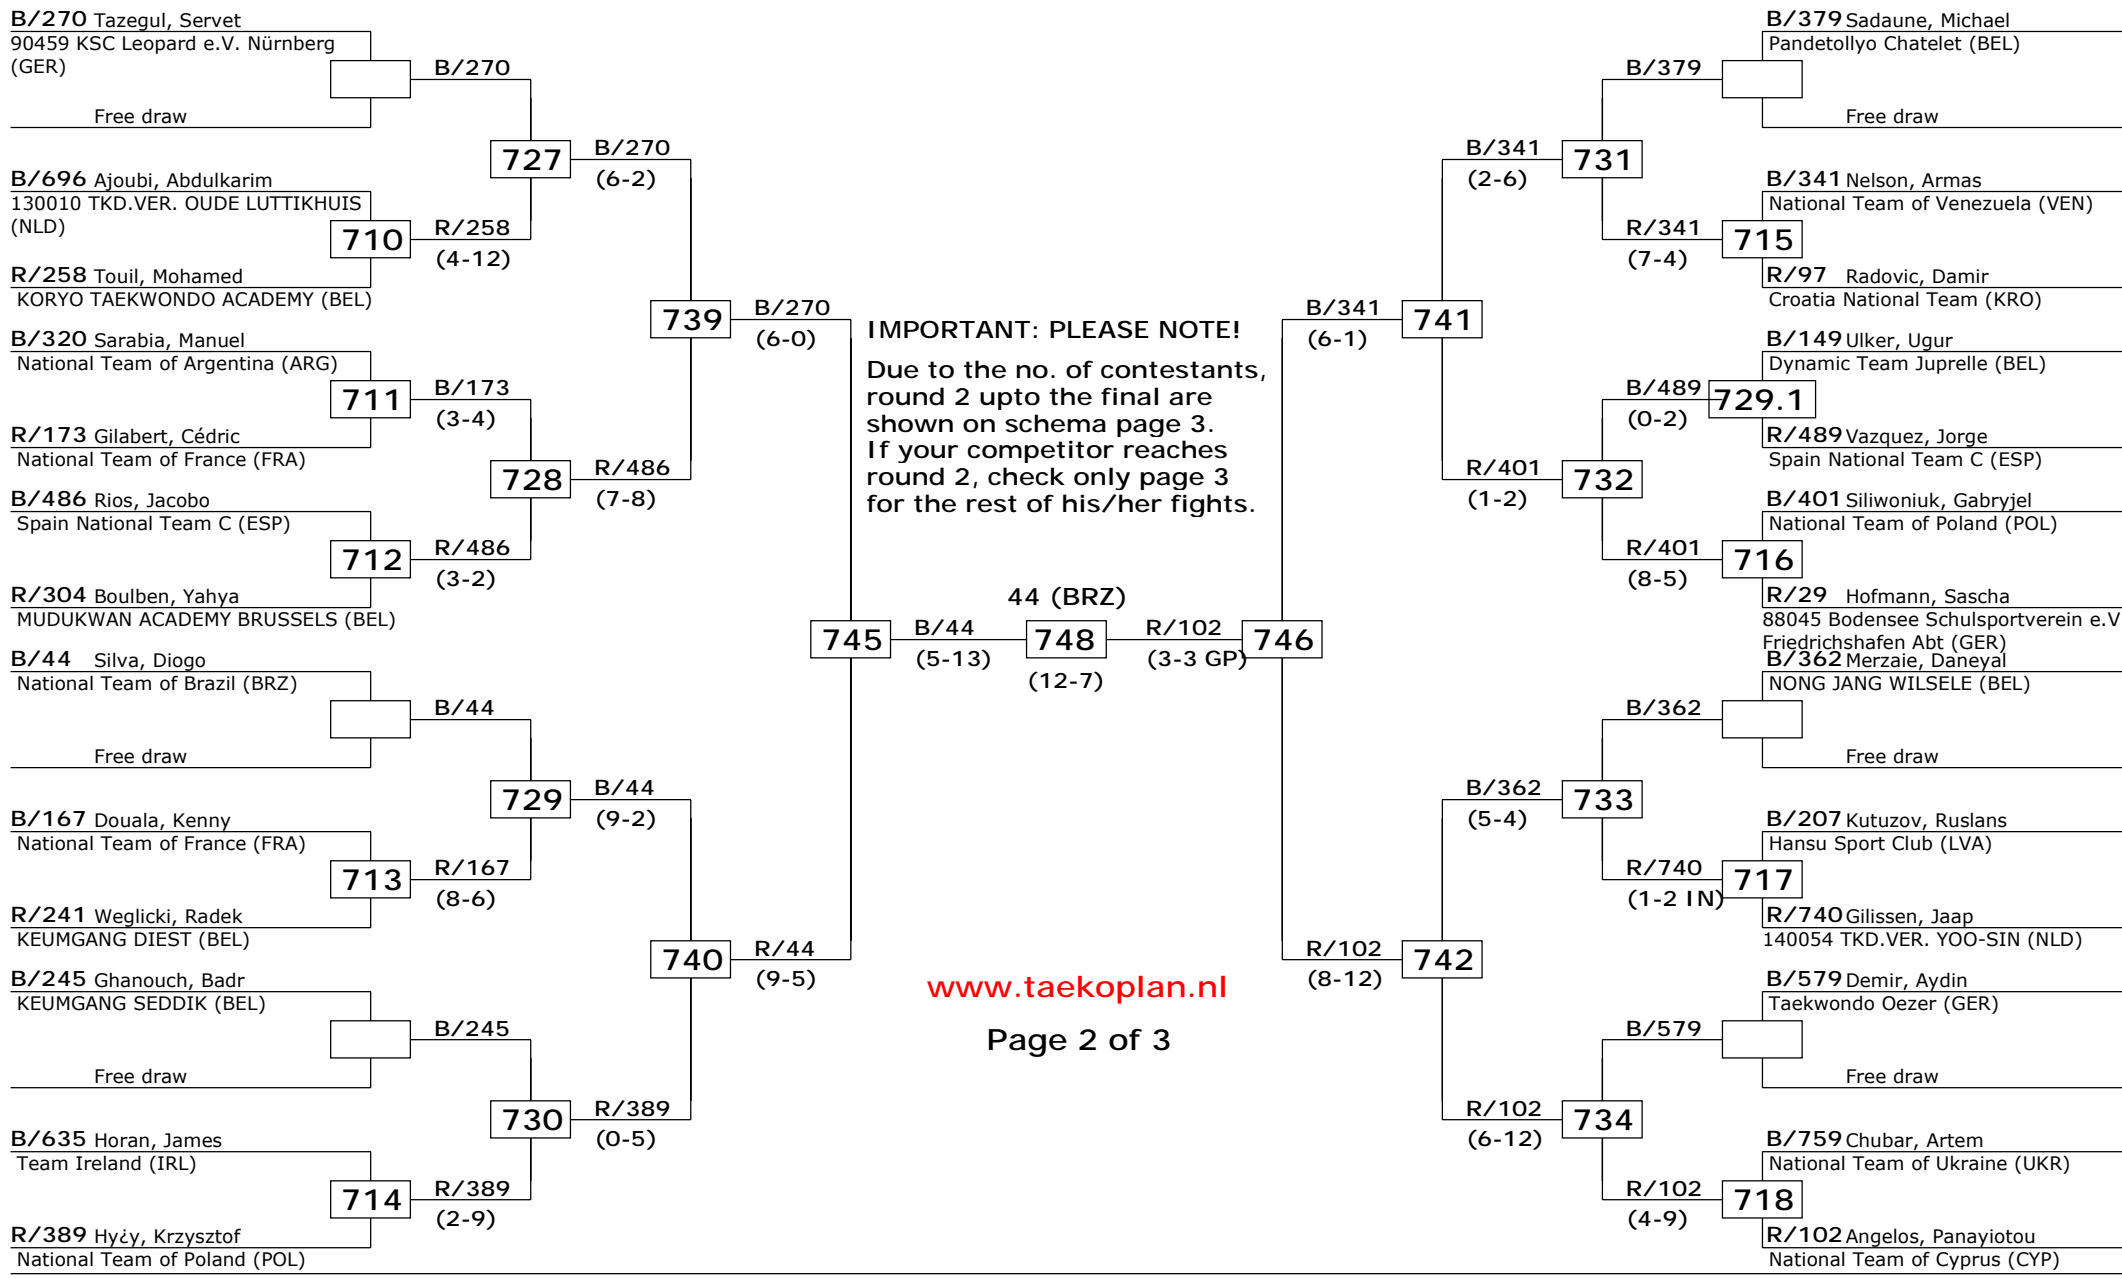 B/270 Tazegul, Servet
90459 KSC Leopard e.V. Nürnberg
(GER)
Free draw
B/696 Ajoubi, Abdulkarim
130010 TKD.VER. OUDE LUTTIKHUIS
(NLD)
R/258 Touil, Mohamed
KORYO TAEKWONDO ACADEMY (BEL)
B/320 Sarabia, Manuel
National Team of Argentina (ARG)
R/173 Gilabert, Cédric
National Team of France (FRA)
B/486 Rios, Jacobo
Spain National Team C (ESP)
R/304 Boulben, Yahya
MUDUKWAN ACADEMY BRUSSELS (BEL)
B/44 Silva, Diogo
National Team of Brazil (BRZ)
Free draw
B/167 Douala, Kenny
National Team of France (FRA)
R/241 Weglicki, Radek
KEUMGANG DIEST (BEL)
B/245 Ghanouch, Badr
KEUMGANG SEDDIK (BEL)
Free draw
B/635 Horan, James
Team Ireland (IRL)
R/389 Hy¿y, Krzysztof
National Team of Poland (POL)
710
711
712
713
714
B/270
R/258
(4-12)
B/173
(3-4)
R/486
(3-2)
B/44
R/167
(8-6)
B/245
R/389
(2-9)
727
728
729
730
B/270
(6-2)
R/486
(7-8)
B/44
(9-2)
R/389
(0-5)
739
740
B/270
(6-0)
R/44
(9-5)
745
B/44
(5-13)
IMPORTANT: PLEASE NOTE!
Due to the no. of contestants,
round 2 upto the final are
shown on schema page 3.
If your competitor reaches
round 2, check only page 3
for the rest of his/her fights.
44 (BRZ)
748
(12-7)
www.taekoplan.nl
Page 2 of 3
R/102
(3-3 GP)
746
B/341
(6-1)
R/102
(8-12)
741
742
B/341
(2-6)
R/401
(1-2)
B/362
(5-4)
R/102
(6-12)
731
732
733
734
B/379
R/341
(7-4)
B/489
(0-2)
R/401
(8-5)
B/362
R/740
(1-2 IN)
B/579
R/102
(4-9)
715
729.1
716
717
718
B/379 Sadaune, Michael
Pandetollyo Chatelet (BEL)
Free draw
B/341 Nelson, Armas
National Team of Venezuela (VEN)
R/97 Radovic, Damir
Croatia National Team (KRO)
B/149 Ulker, Ugur
Dynamic Team Juprelle (BEL)
R/489 Vazquez, Jorge
Spain National Team C (ESP)
B/401 Siliwoniuk, Gabryjel
National Team of Poland (POL)
R/29 Hofmann, Sascha
88045 Bodensee Schulsportverein e.V
Friedrichshafen Abt (GER)
B/362 Merzaie, Daneyal
NONG JANG WILSELE (BEL)
Free draw
B/207 Kutuzov, Ruslans
Hansu Sport Club (LVA)
R/740 Gilissen, Jaap
140054 TKD.VER. YOO-SIN (NLD)
B/579 Demir, Aydin
Taekwondo Oezer (GER)
Free draw
B/759 Chubar, Artem
National Team of Ukraine (UKR)
R/102 Angelos, Panayiotou
National Team of Cyprus (CYP)